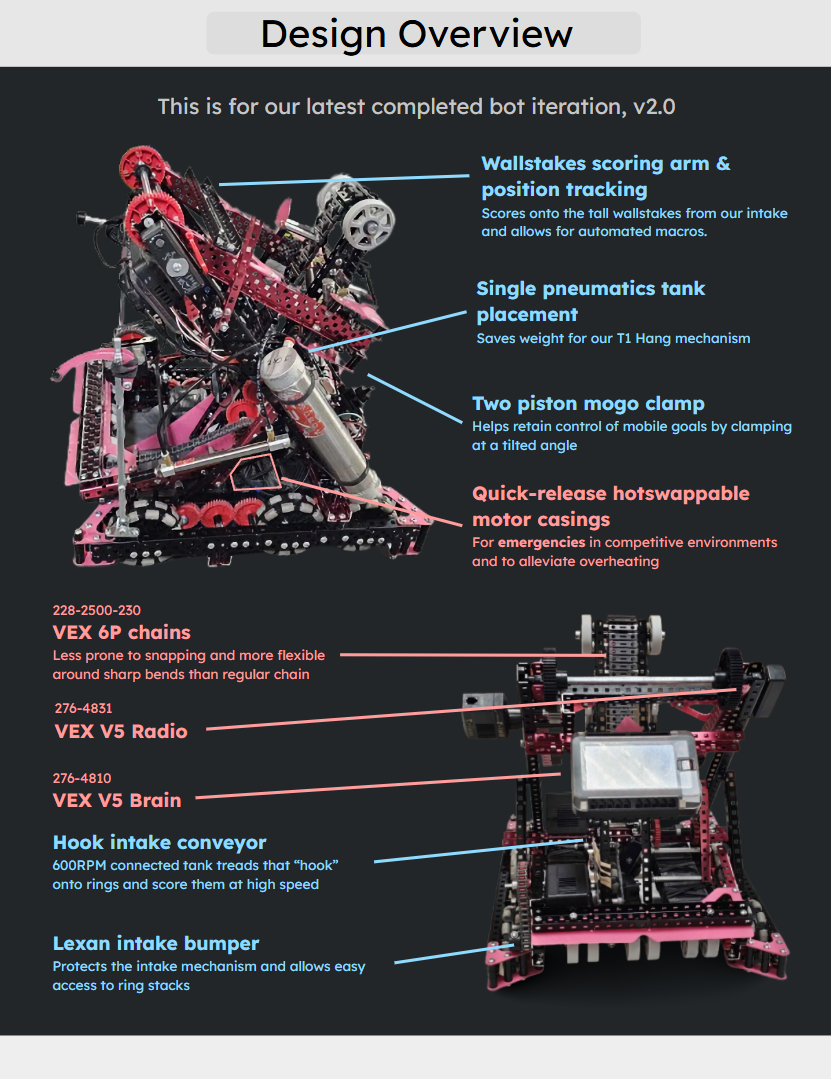 Design Overview
This is for our latest completed bot iteration, v2.0
Wallstakes scoring arm &
position tracking
Scores onto the tall wallstakes from our intake
and allows for automated macros.
Single pneumatics tank
placement
Saves weight for our T1 Hang mechanism
Two piston mogo clamp
Helps retain control of mobile goals by clamping
at a tilted angle
Quick-release hotswappable
motor casings
For emergencies in competitive environments
and to alleviate overheating
228-2500-230
VEX 6P chains
Less prone to snapping and more flexible
around sharp bends than regular chain
276-4831
VEX V5 Radio
276-4810
VEX V5 Brain
Hook intake conveyor
600RPM connected tank treads that “hook”
onto rings and score them at high speed
Lexan intake bumper
Protects the intake mechanism and allows easy
access to ring stacks